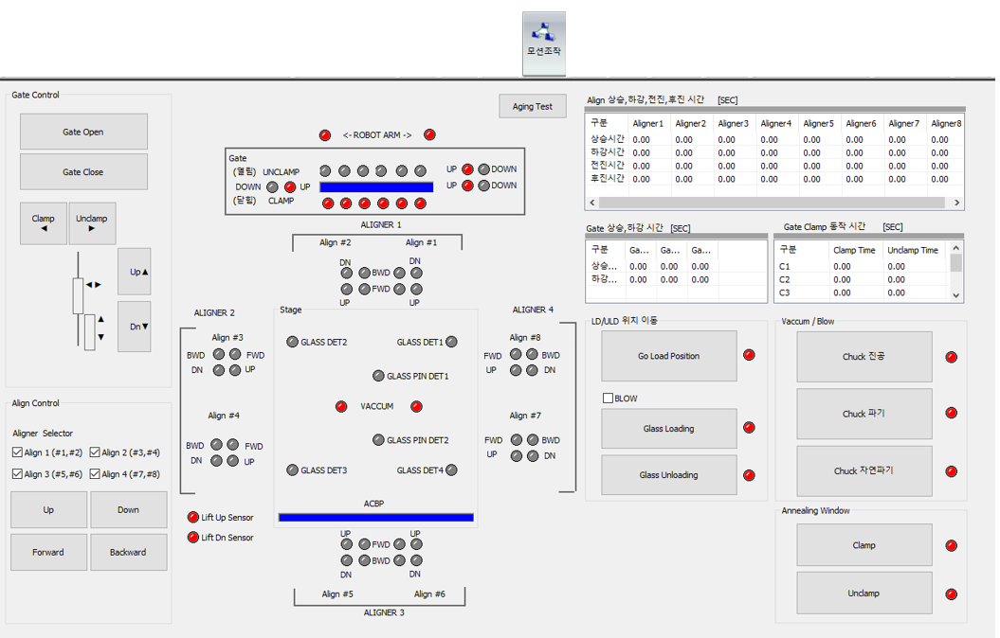 모션조작
Gate Control
Gate Open
Gate Close
Clamp
◄
Unclamp
►
◄►
Up▲
▲
▼
Dn▼
Align Control
Aligner Selector
Align 1 (#1,#2) Align 2 (#3,#4)
Align 3 (#5,#6) Align 4 (#7,#8)
Up Down
Forward Backward
Aging Test
<-ROBOT ARM ->
Gate
(열림) UNCLAMP UP DOWN
DOWN UP UP DOWN
(닫힘) CLAMP
ALIGNER 1
Align #2 Align #1
DN DN
BWD
FWD
UP UP
ALIGNER 2
Align #3
BWD FWD
DN UP
Align #4
BWD FWD
DN UP
Stage
GLASS DET2 GLASS DET1
GLASS PIN DET1
VACCUM
GLASS PIN DET2
GLASS DET3 GLASS DET4
ACBP
ALIGNER 4
Align #8
FWD BWD
UP DN
Align #7
FWD BWD
UP DN
Lift Up Sensor
Lift Dn Sensor
UP UP
FWD
BWD
DN DN
Align #5 Align #6
ALIGNER 3
Align 상승,하강,전진,후진 시간 [SEC]
구분 Aligner1 Aligner2 Aligner3 Aligner4 Aligner5 Aligner6 Aligner7 Aligner8
상승시간 0.00 0.00 0.00 0.00 0.00 0.00 0.00 0.00
하강시간 0.00 0.00 0.00 0.00 0.00 0.00 0.00 0.00
전진시간 0.00 0.00 0.00 0.00 0.00 0.00 0.00 0.00
후진시간 0.00 0.00 0.00 0.00 0.00 0.00 0.00 0.00
Gate 상승,하강 시간 [SEC]
구분 Ga... Ga... Ga...
상승... 0.00 0.00 0.00
하강... 0.00 0.00 0.00
Gate Clamp 동작 시간 [SEC]
구분 Clamp Time Unclamp Time
C1 0.00 0.00
C2 0.00 0.00
C3 0.00 0.00
LD/ULD 위치 이동
Go Load Position
BLOW
Glass Loading
Glass Unloading
Vaccum / Blow
Chuck 진공
Chuck 파기
Chuck 자연파기
Annealing Window
Clamp
Unclamp